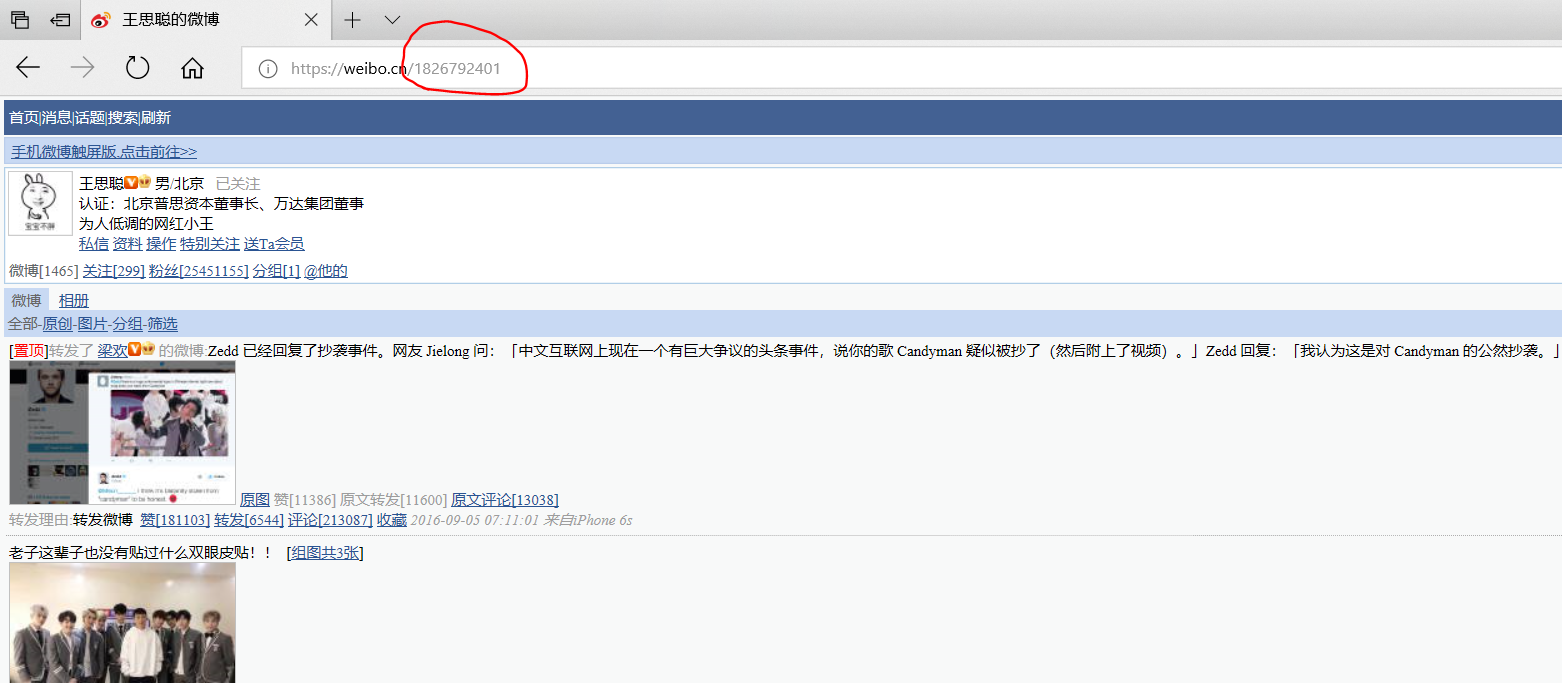 王思聪的微博
https://weibo.cn/1826792401
首页|消息|话题|搜索|刷新
手机微博触屏版,点击前往>>
王思聪 男/北京 已关注
认证：北京普思资本董事长、万达集团董事
为人低调的网红小王
宝宝不胖
私信 资料 操作 特别关注 送Ta会员
微博[1465] 关注[299] 粉丝[25451155] 分组[1] @他的
微博 相册
全部-原创-图片-分组-筛选
[置顶]转发了 梁欢 的微博:Zedd 已经回复了抄袭事件。网友 Jielong 问：「中文互联网上现在一个有巨大争议的头条事件，说你的歌 Candyman 疑似被抄了（然后附上了视频）。」Zedd 回复：「我认为这是对 Candyman 的公然抄袭。」
原图 赞[11386] 原文转发[11600] 原文评论[13038]
转发理由:转发微博 赞[181103] 转发[6544] 评论[213087] 收藏 2016-09-05 07:11:01 来自iPhone 6s
老子这辈子也没有贴过什么双眼皮贴！！ [组图共3张]